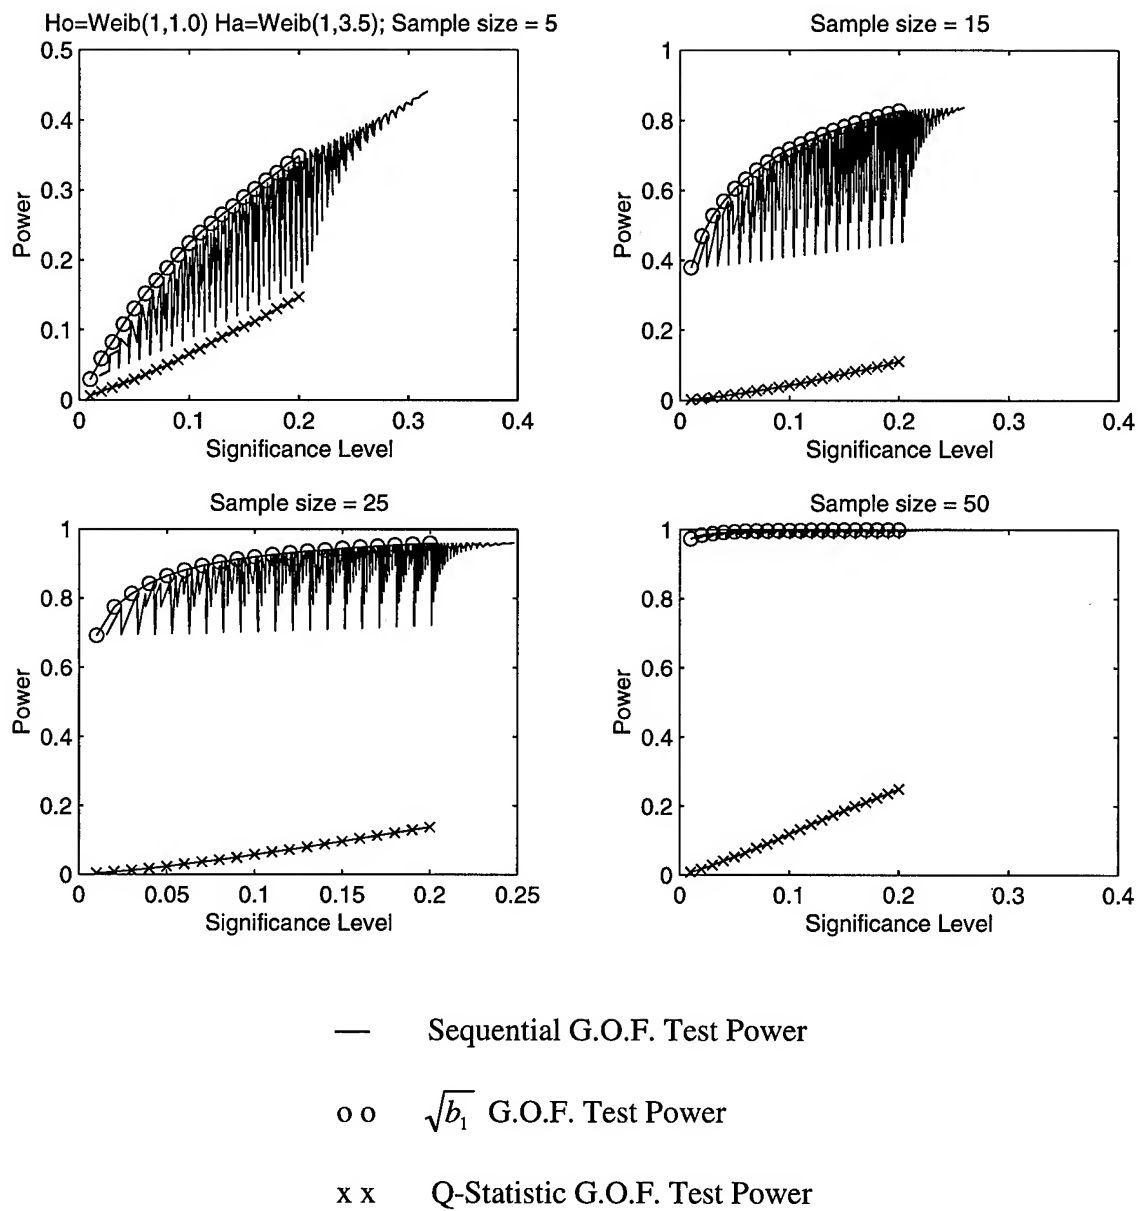 Ho=Weib(1,1.0) Ha=Weib(1,3.5); Sample size = 5
0.5
0.4
0.3
0.2
0.1
0
Power
0 0.1 0.2 0.3 0.4
Significance Level
Sample size = 15
1
0.8
0.6
0.4
0.2
0
Power
0 0.1 0.2 0.3 0.4
Significance Level
Sample size = 25
1
0.8
0.6
0.4
0.2
0
Power
0 0.05 0.1 0.15 0.2 0.25
Significance Level
Sample size = 50
1
0.8
0.6
0.4
0.2
0
Power
0 0.1 0.2 0.3 0.4
Significance Level
— Sequential G.O.F. Test Power
o o √b₁ G.O.F. Test Power
x x Q-Statistic G.O.F. Test Power